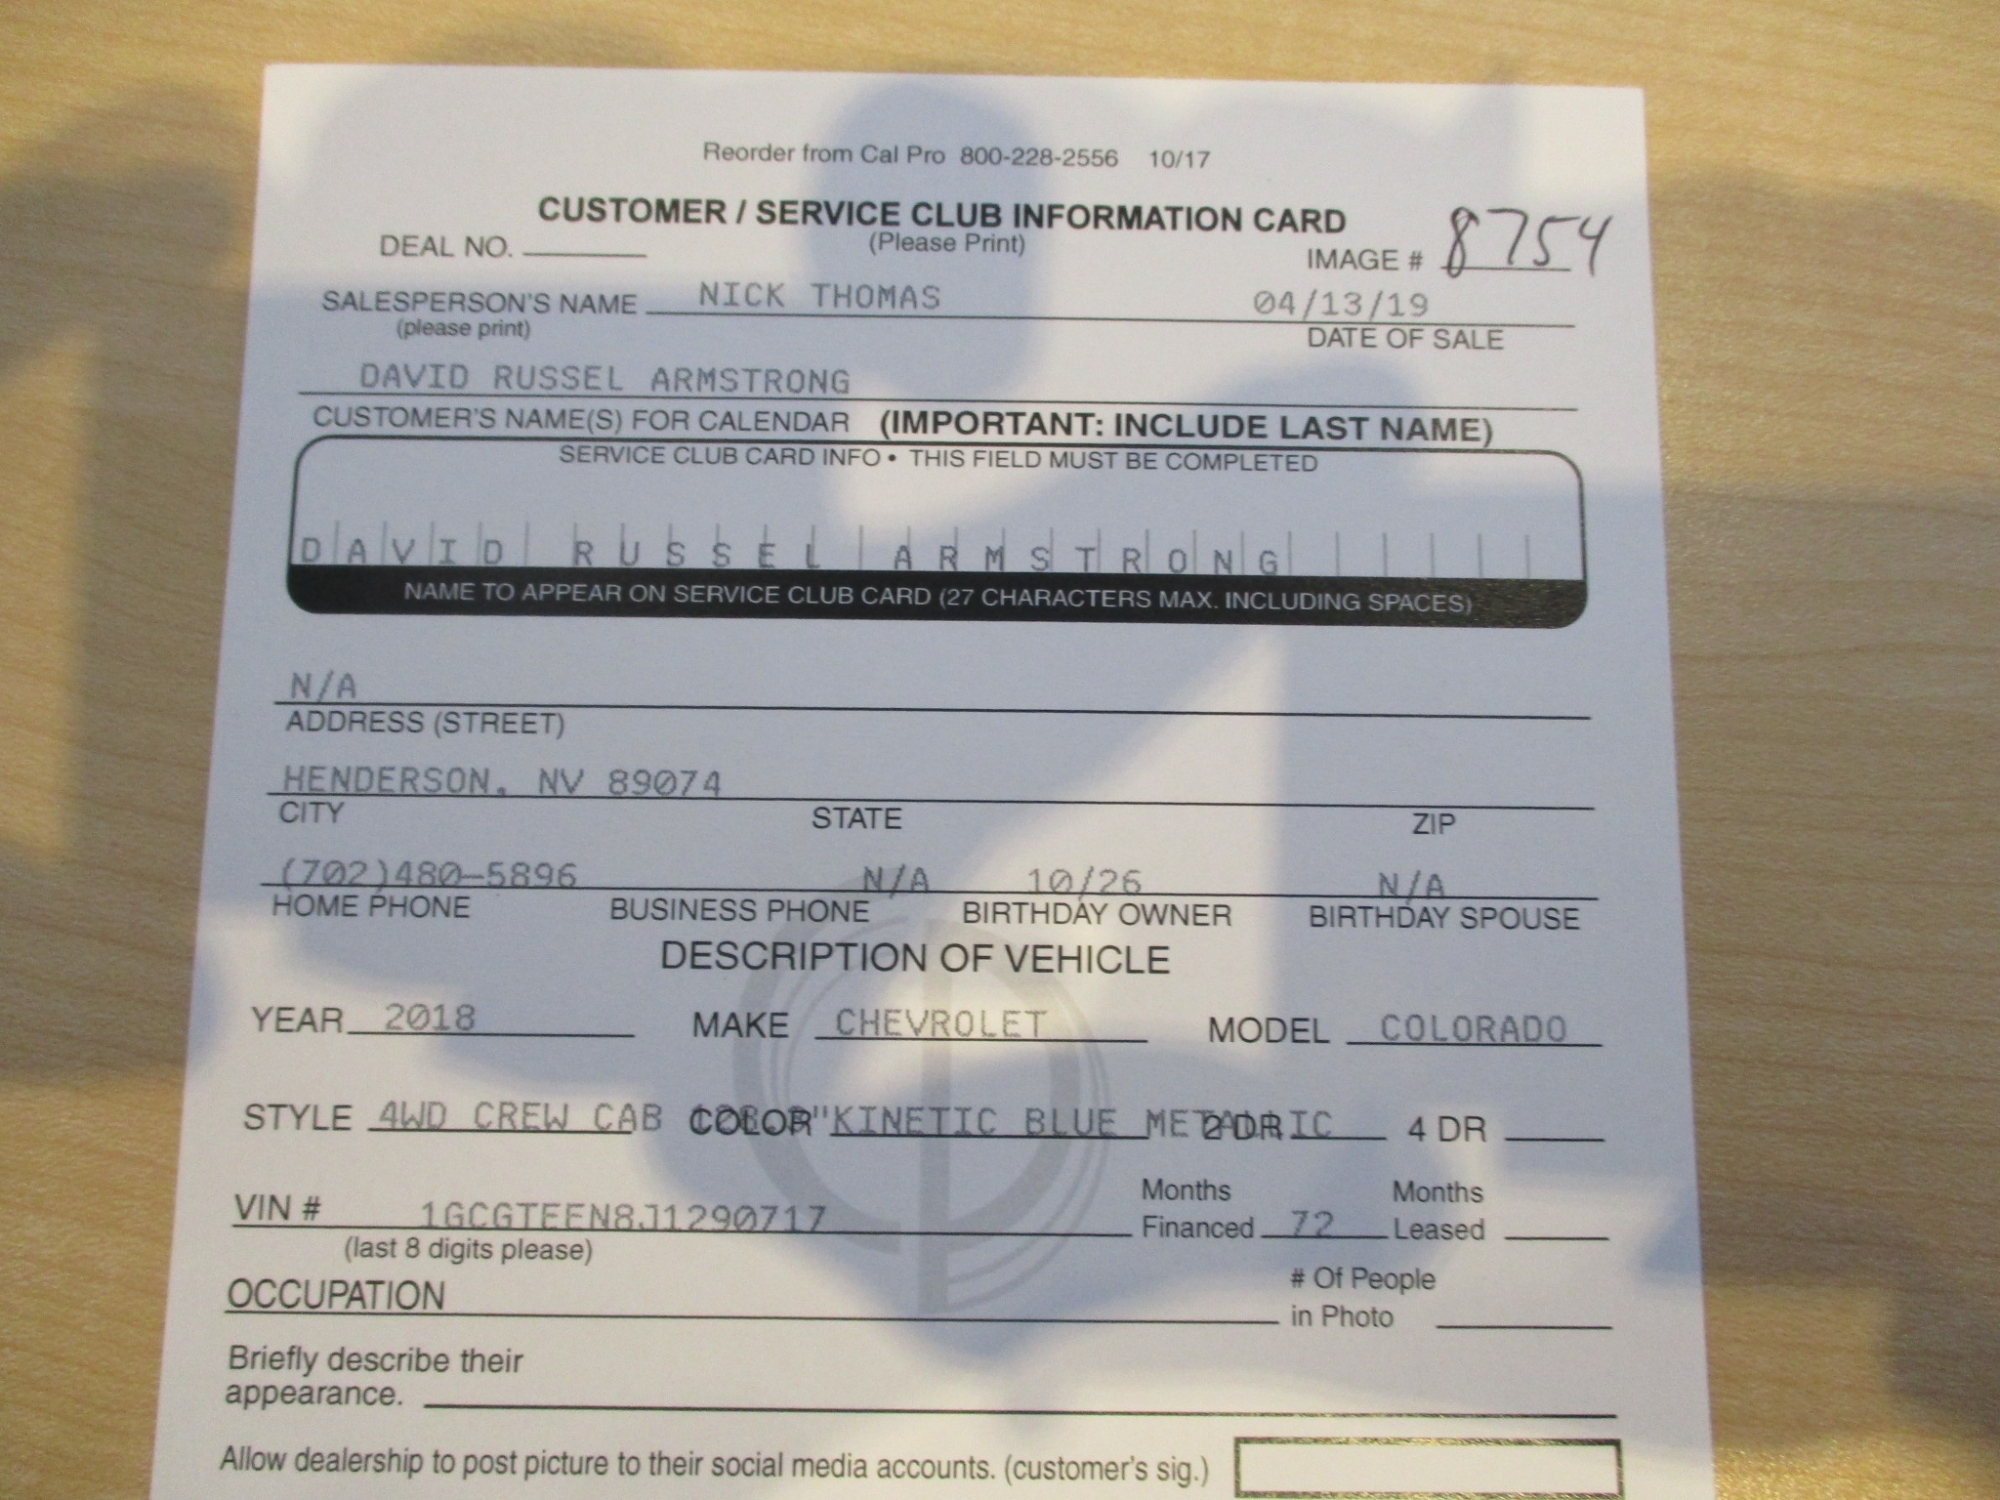 Reorder from Cal Pro 800-228-2556 10/17
CUSTOMER / SERVICE CLUB INFORMATION CARD
(Please Print)
DEAL NO. IMAGE # 8754
SALESPERSON'S NAME NICK THOMAS 04/13/19
(please print) DATE OF SALE
DAVID RUSSEL ARMSTRONG
CUSTOMER'S NAME(S) FOR CALENDAR (IMPORTANT: INCLUDE LAST NAME)
SERVICE CLUB CARD INFO • THIS FIELD MUST BE COMPLETED
DAVID RUSSEL ARMSTRONG
NAME TO APPEAR ON SERVICE CLUB CARD (27 CHARACTERS MAX. INCLUDING SPACES)
N/A
ADDRESS (STREET)
HENDERSON, NV 89074
CITY STATE ZIP
(702)480-5896 N/A 10/26 N/A
HOME PHONE BUSINESS PHONE BIRTHDAY OWNER BIRTHDAY SPOUSE
DESCRIPTION OF VEHICLE
YEAR 2018 MAKE CHEVROLET MODEL COLORADO
STYLE 4WD CREW CAB COLOR KINETIC BLUE METALLIC 2 DR 4 DR
VIN # 1GCGTEEN8J1290717 Months Financed 72 Months Leased
(last 8 digits please)
OCCUPATION # Of People in Photo
Briefly describe their
appearance.
Allow dealership to post picture to their social media accounts. (customer's sig.)